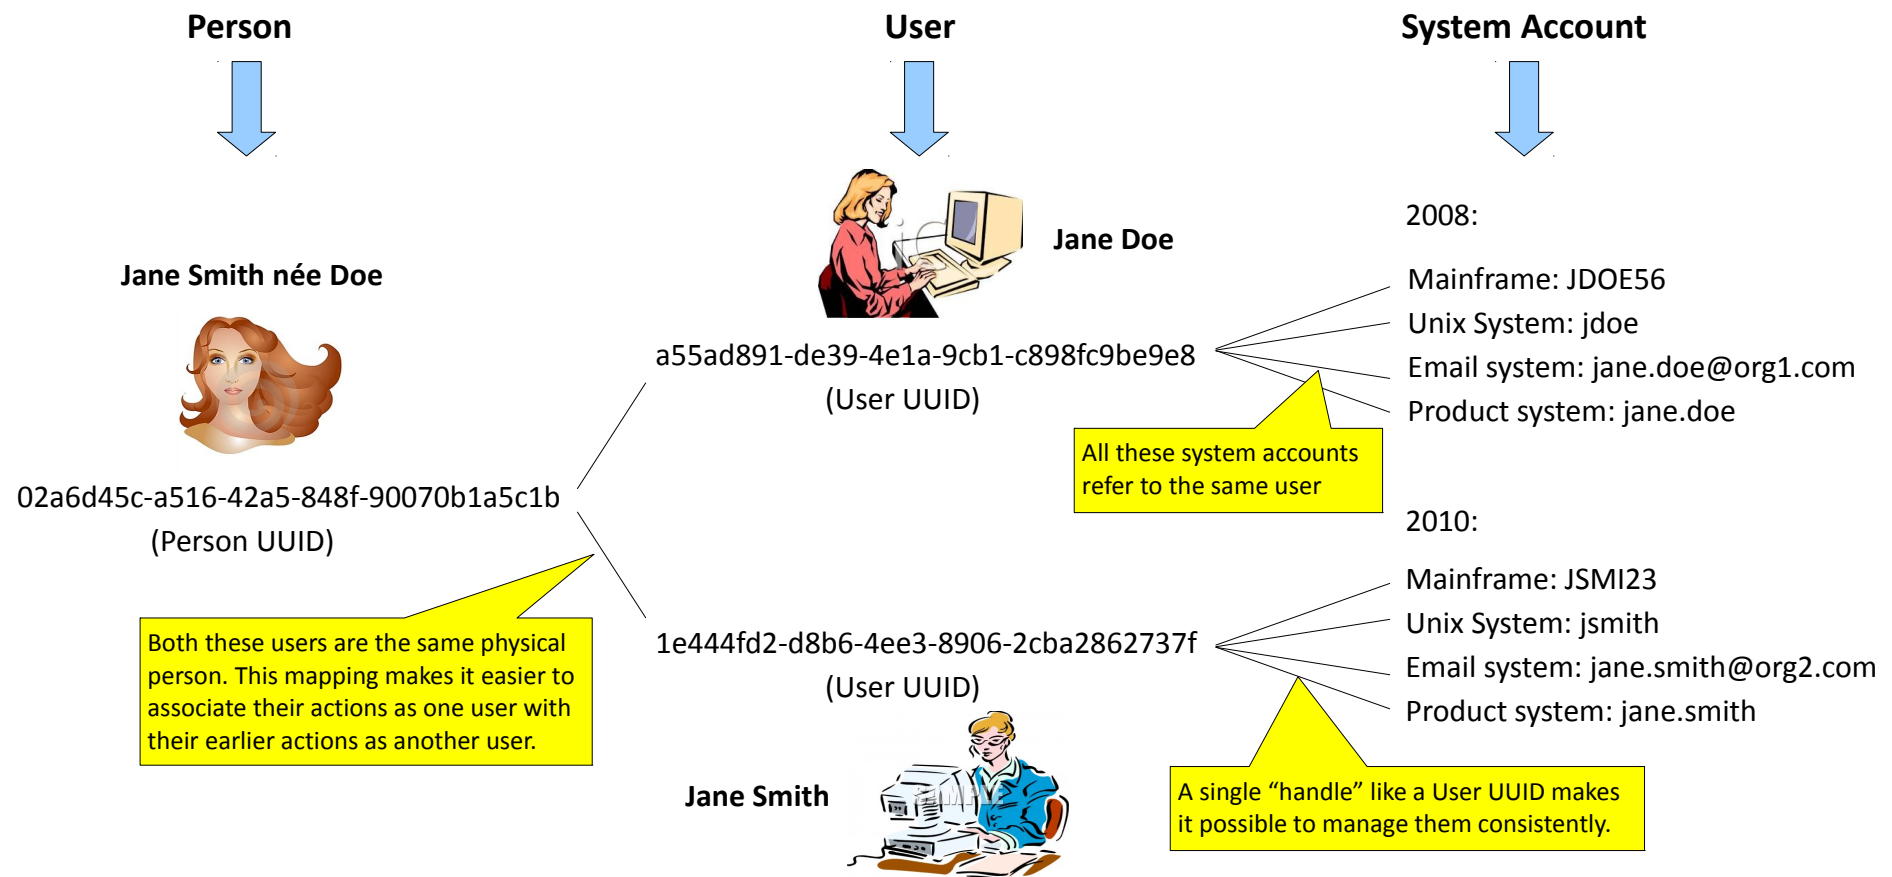 Person
User
System Account
Jane Smith née Doe
02a6d45c-a516-42a5-848f-90070b1a5c1b
(Person UUID)
Both these users are the same physical
person. This mapping makes it easier to
associate their actions as one user with
their earlier actions as another user.
Jane Doe
a55ad891-de39-4e1a-9cb1-c898fc9be9e8
(User UUID)
All these system accounts
refer to the same user
1e444fd2-d8b6-4ee3-8906-2cba2862737f
(User UUID)
Jane Smith
SAMPLE
2008:
Mainframe: JDOE56
Unix System: jdoe
Email system: jane.doe@org1.com
Product system: jane.doe
2010:
Mainframe: JSMI23
Unix System: jsmith
Email system: jane.smith@org2.com
Product system: jane.smith
A single “handle” like a User UUID makes
it possible to manage them consistently.